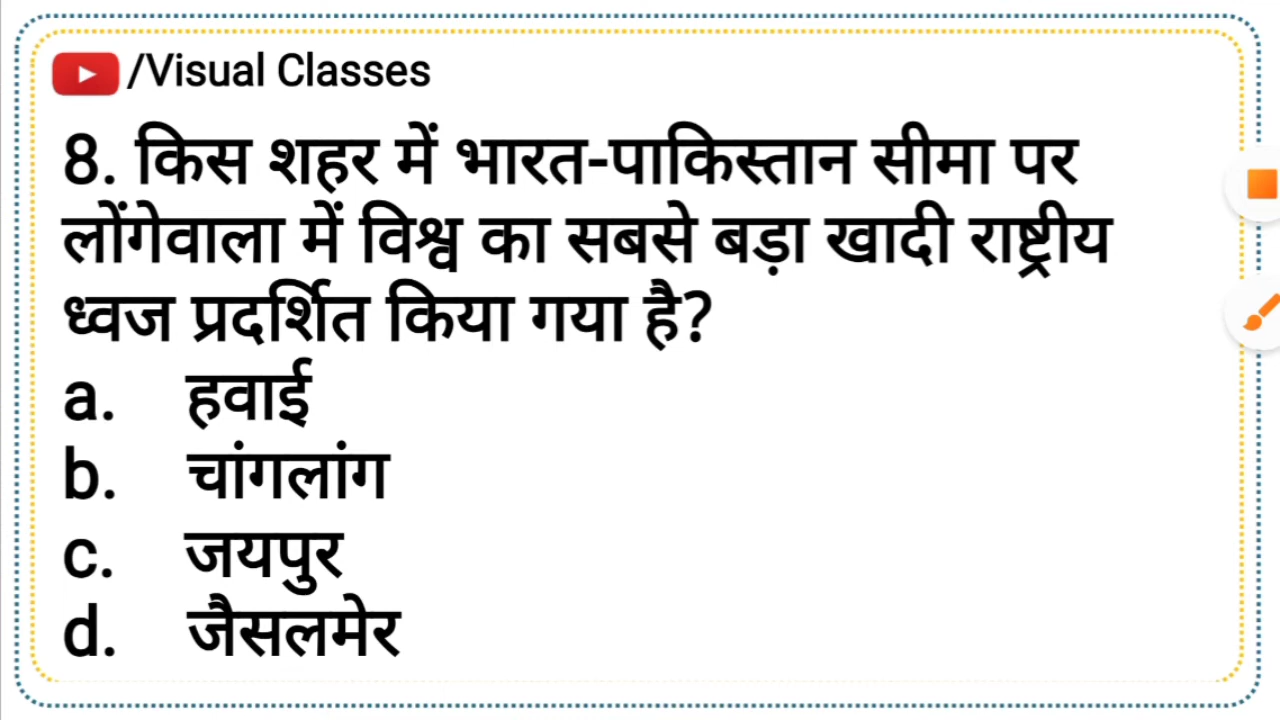 /Visual Classes
8. किस शहर में भारत-पाकिस्तान सीमा पर
लोंगेवाला में विश्व का सबसे बड़ा खादी राष्ट्रीय
ध्वज प्रदर्शित किया गया है?
a. हवाई
b. चांगलांग
c. जयपुर
d. जैसलमेर